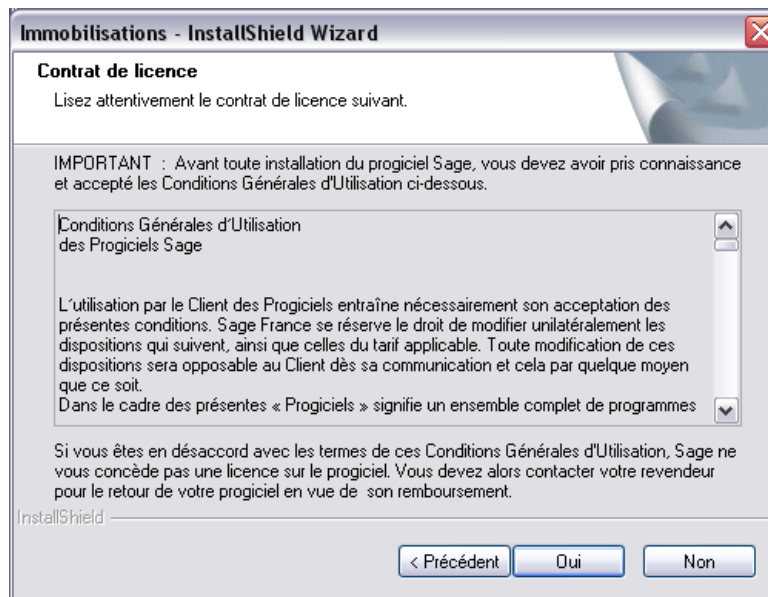 Immobilisations - InstallShield Wizard
Contrat de licence
Lisez attentivement le contrat de licence suivant.
IMPORTANT : Avant toute installation du progiciel Sage, vous devez avoir pris connaissance
et accepté les Conditions Générales d'Utilisation ci-dessous.
Conditions Générales d'Utilisation
des Progiciels Sage
L'utilisation par le Client des Progiciels entraîne nécessairement son acceptation des
présentes conditions. Sage France se réserve le droit de modifier unilatéralement les
dispositions qui suivent, ainsi que celles du tarif applicable. Toute modification de ces
dispositions sera opposable au Client dès sa communication et cela par quelque moyen
que ce soit.
Dans le cadre des présentes « Progiciels » signifie un ensemble complet de programmes
Si vous êtes en désaccord avec les termes de ces Conditions Générales d'Utilisation, Sage ne
vous concède pas une licence sur le progiciel. Vous devez alors contacter votre revendeur
pour le retour de votre progiciel en vue de son remboursement.
InstallShield
< Précédent Oui Non